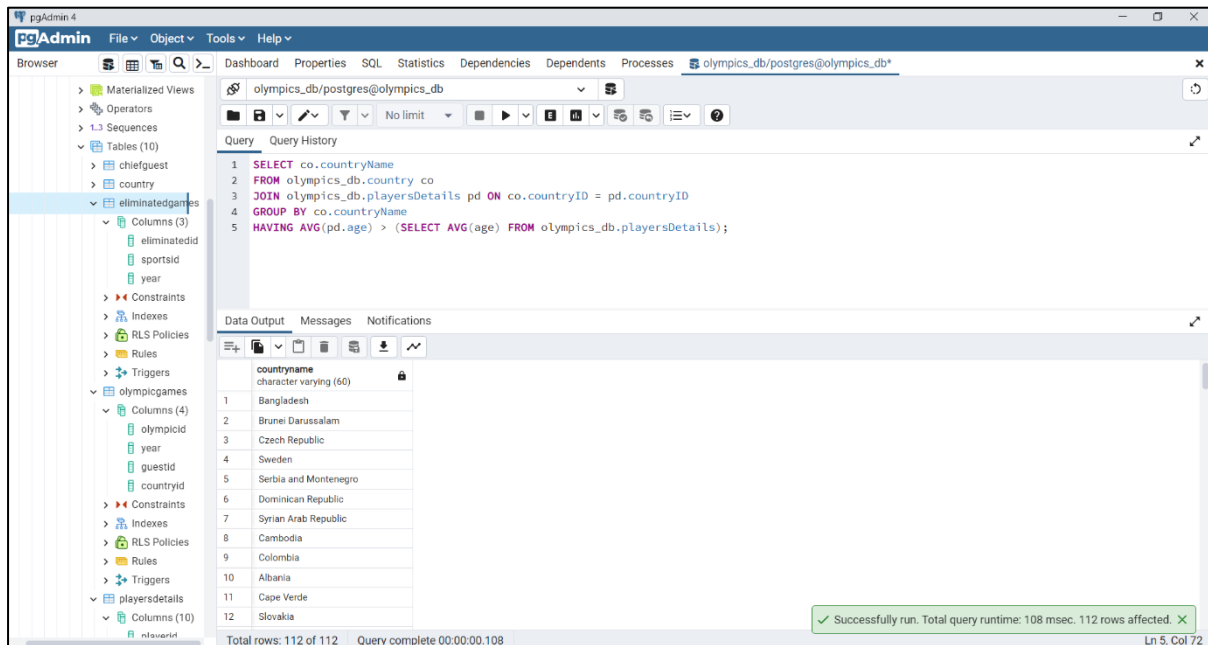 pgAdmin 4
pgAdmin File Object Tools Help
Browser
Dashboard Properties SQL Statistics Dependencies Dependents Processes olympics_db/postgres@olympics_db*
Materialized Views
Operators
1..3 Sequences
Tables (10)
chiefguest
country
eliminatedgames
Columns (3)
eliminatedid
sportsid
year
Constraints
Indexes
RLS Policies
Rules
Triggers
olympicgames
Columns (4)
olympicid
year
guestid
countryid
Constraints
Indexes
RLS Policies
Rules
Triggers
playersdetails
Columns (10)
playerid
olympics_db/postgres@olympics_db
No limit
E
Query Query History
1 SELECT co.countryName
2 FROM olympics_db.country co
3 JOIN olympics_db.playersDetails pd ON co.countryID = pd.countryID
4 GROUP BY co.countryName
5 HAVING AVG(pd.age) > (SELECT AVG(age) FROM olympics_db.playersDetails);
Data Output Messages Notifications
countryname
character varying (60)
1 Bangladesh
2 Brunei Darussalam
3 Czech Republic
4 Sweden
5 Serbia and Montenegro
6 Dominican Republic
7 Syrian Arab Republic
8 Cambodia
9 Colombia
10 Albania
11 Cape Verde
12 Slovakia
Successfully run. Total query runtime: 108 msec. 112 rows affected.
Total rows: 112 of 112 Query complete 00:00:00.108 Ln 5, Col 72